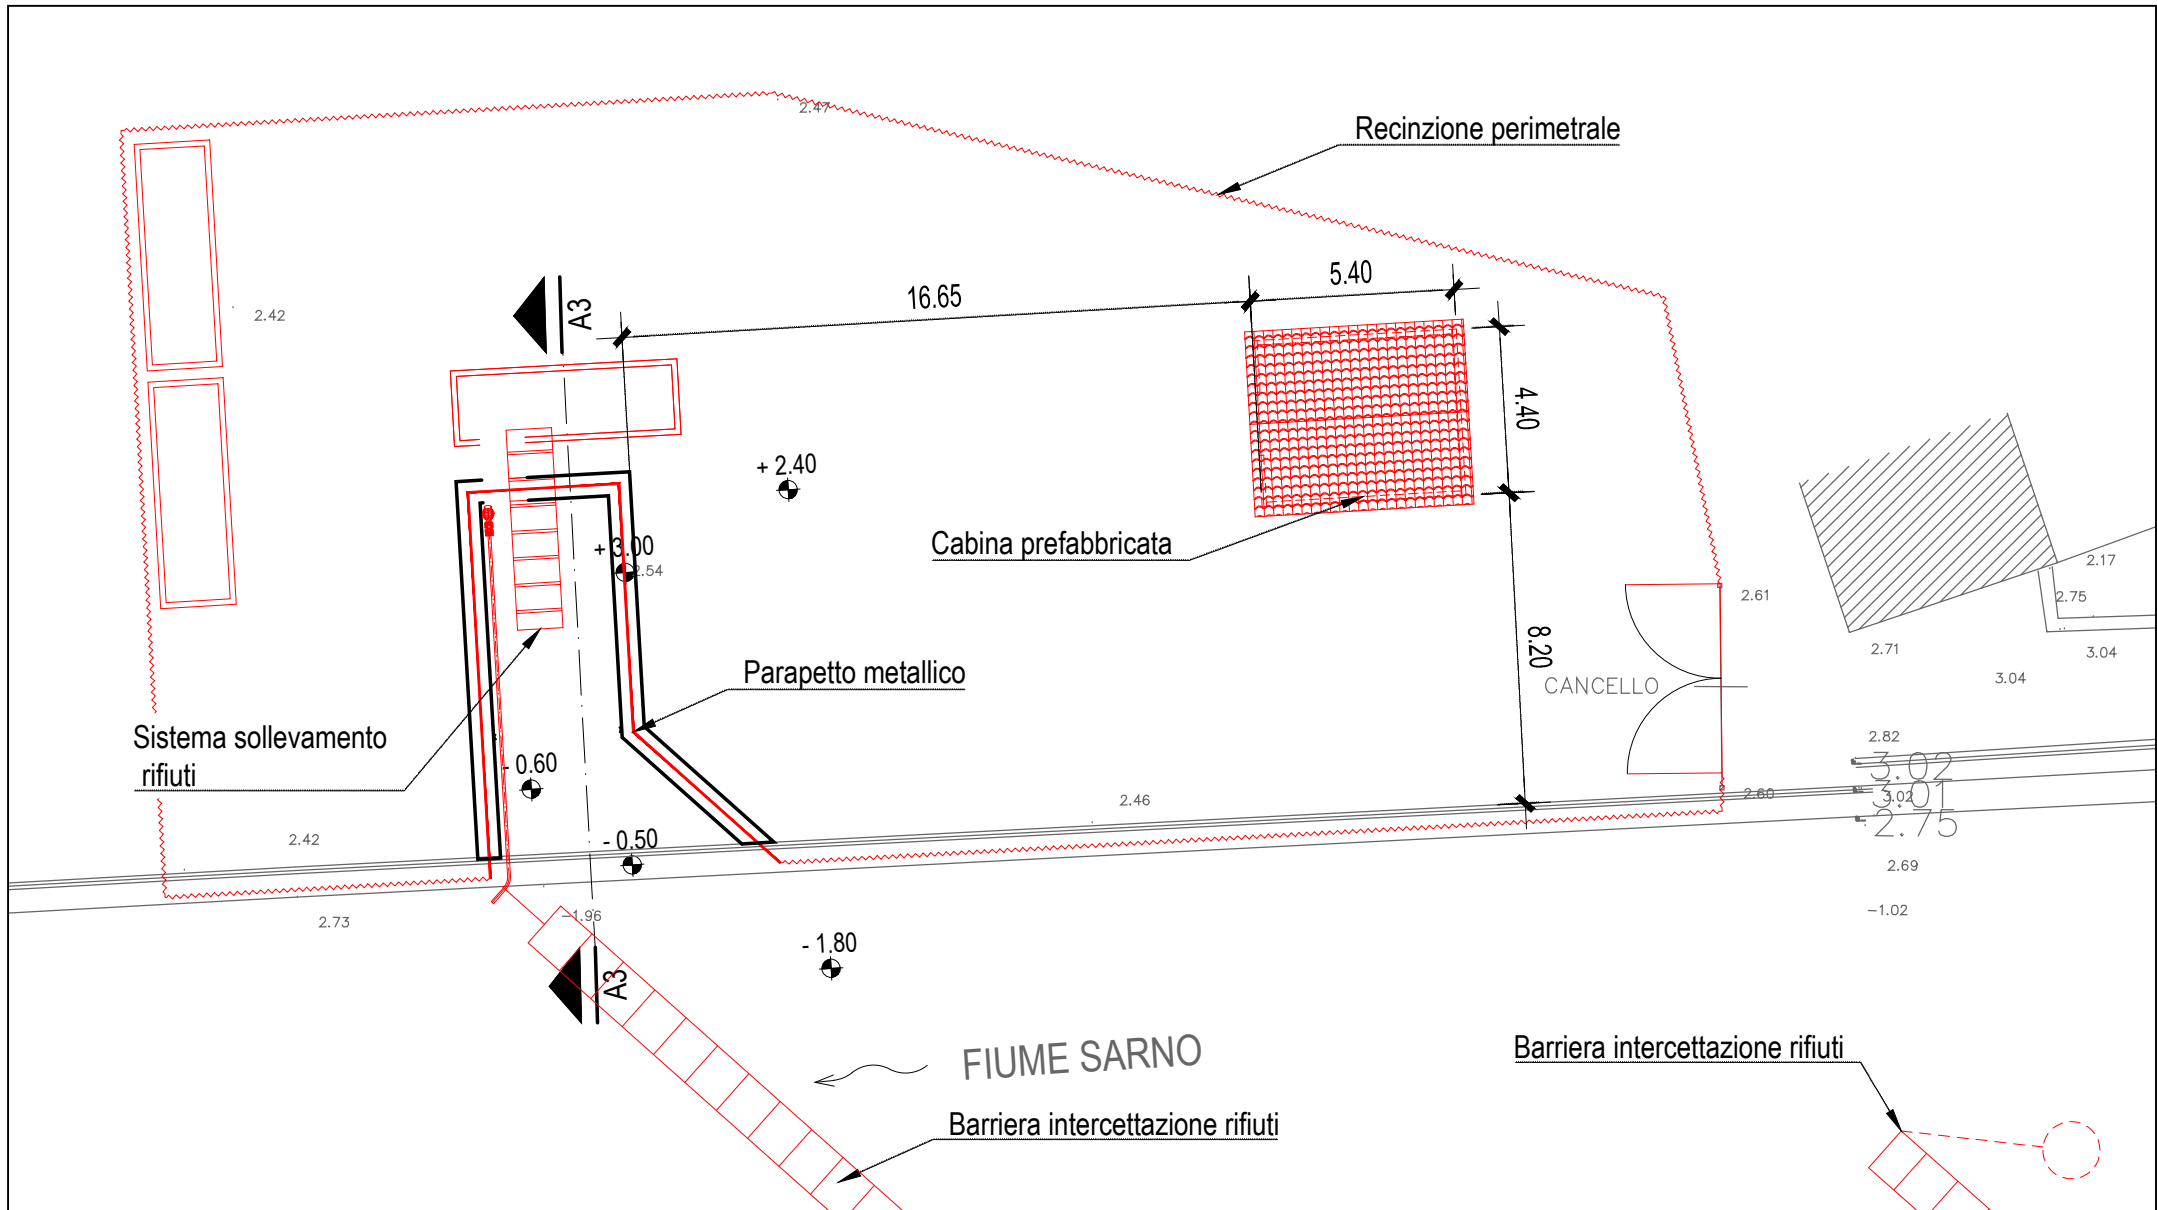 2.47
Recinzione perimetrale
5.40
16.65
A3
2.42
4.40
+ 2.40
Cabina prefabbricata
+ 3.00
2.54
2.17
2.75
2.61
8.20
2.71
3.04
3.04
CANCELLO
Parapetto metallico
Sistema sollevamento
rifiuti
- 0.60
2.82
3.02
2.60
3.02
3.01
2.75
2.46
2.42
- 0.50
2.69
2.73
-1.96
-1.02
- 1.80
A3
FIUME SARNO
Barriera intercettazione rifiuti
Barriera intercettazione rifiuti